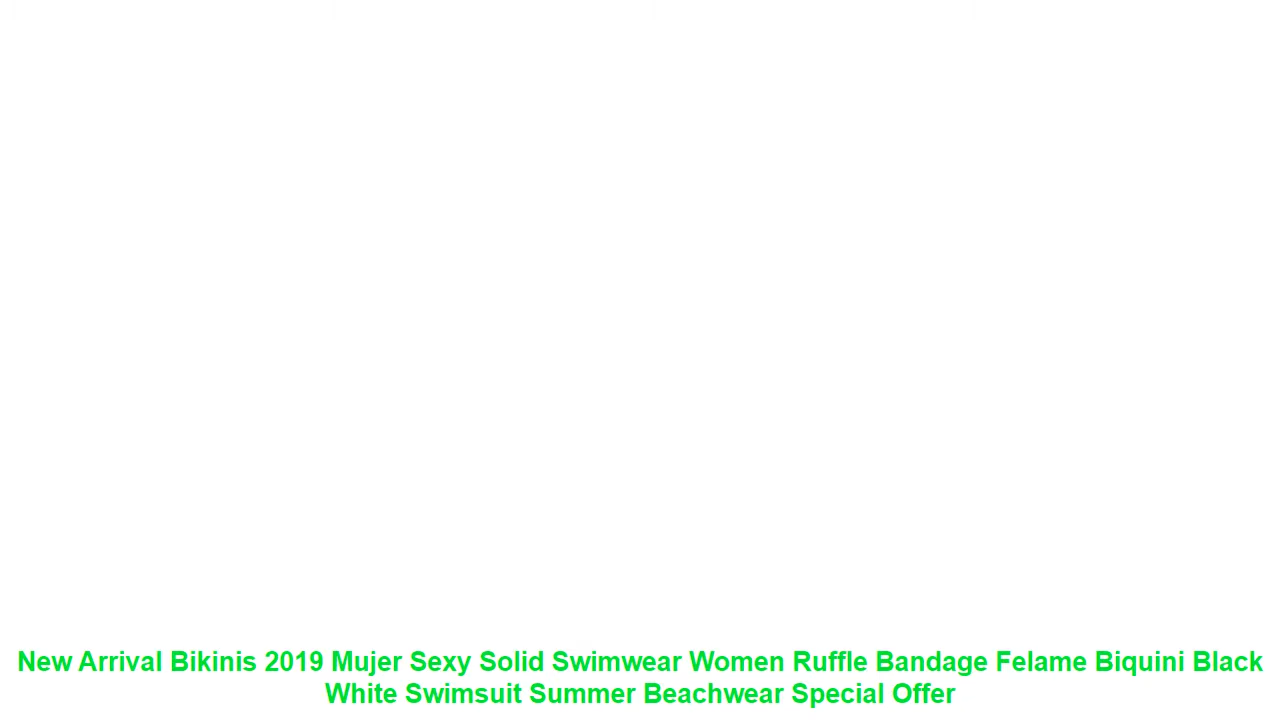 New Arrival Bikinis 2019 Mujer Sexy Solid Swimwear Women Ruffle Bandage Felame Biquini Black
White Swimsuit Summer Beachwear Special Offer